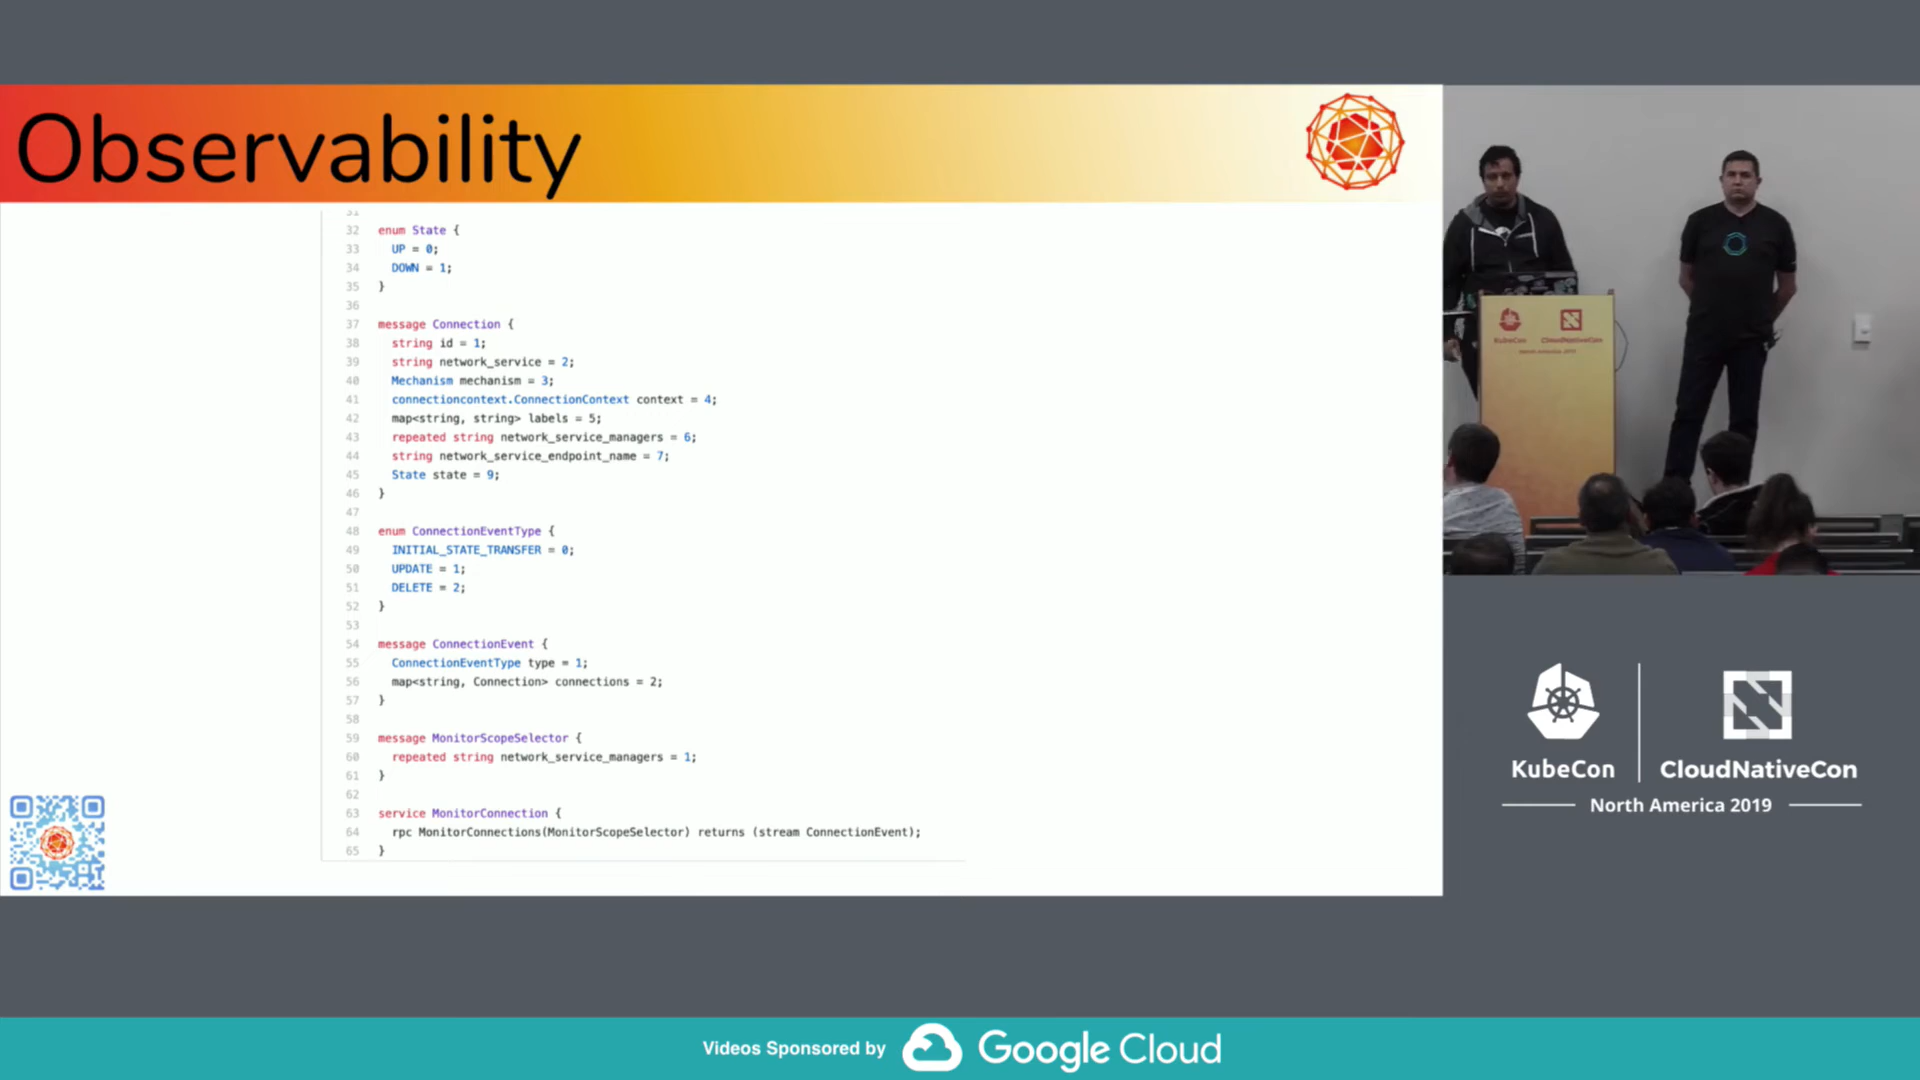 Observability
31
32 enum State {
33 UP = 0;
34 DOWN = 1;
35 }
36
37 message Connection {
38 string id = 1;
39 string network_service = 2;
40 Mechanism mechanism = 3;
41 connectioncontext.ConnectionContext context = 4;
42 map<string, string> labels = 5;
43 repeated string network_service_managers = 6;
44 string network_service_endpoint_name = 7;
45 State state = 9;
46 }
47
48 enum ConnectionEventType {
49 INITIAL_STATE_TRANSFER = 0;
50 UPDATE = 1;
51 DELETE = 2;
52 }
53
54 message ConnectionEvent {
55 ConnectionEventType type = 1;
56 map<string, Connection> connections = 2;
57 }
58
59 message MonitorScopeSelector {
60 repeated string network_service_managers = 1;
61 }
62
63 service MonitorConnection {
64 rpc MonitorConnections(MonitorScopeSelector) returns (stream ConnectionEvent);
65 }
KubeCon CloudNativeCon
North America 2019
KubeCon CloudNativeCon
North America 2019
Videos Sponsored by Google Cloud